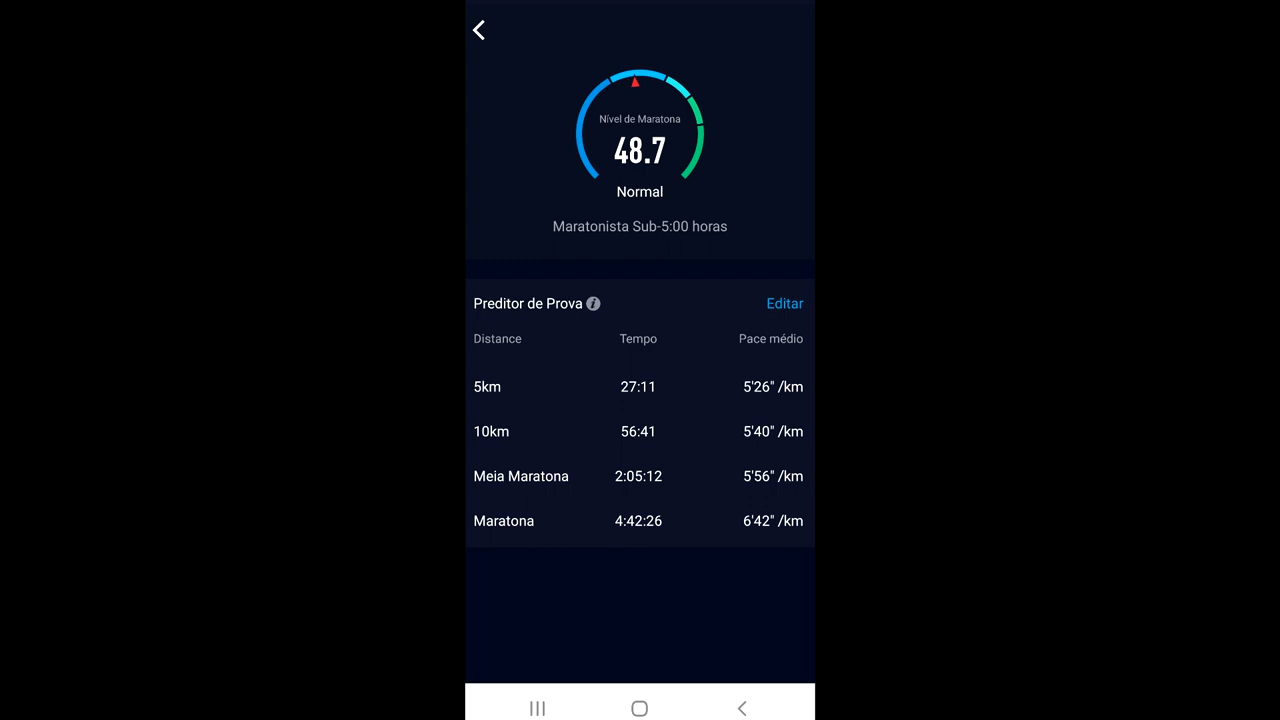 Nível de Maratona
48.7
Normal
Maratonista Sub-5:00 horas
Preditor de Prova i Editar
Distance Tempo Pace médio
5km 27:11 5'26" /km
10km 56:41 5'40" /km
Meia Maratona 2:05:12 5'56" /km
Maratona 4:42:26 6'42" /km